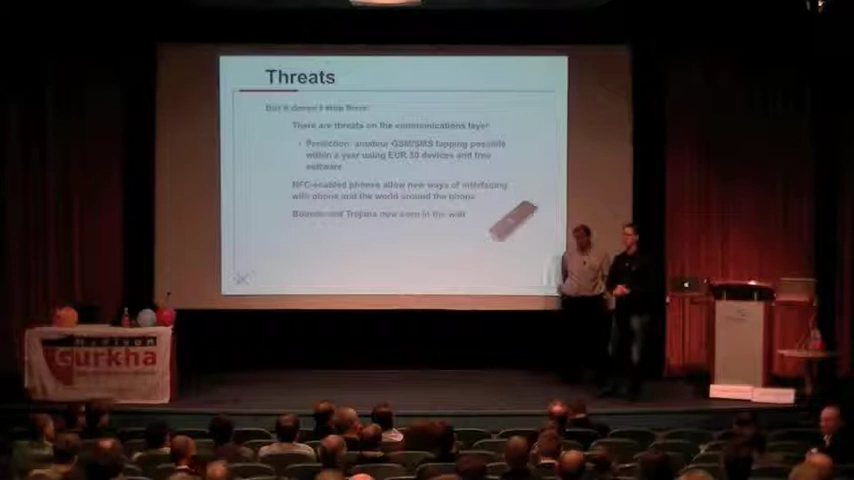 Threats
But it doesn't stop there:
There are threats on the communications layer
Prediction: amateur GSM/SMS tapping possible
within a year using EUR 30 devices and free
software
NFC-enabled phones allow new ways of interfacing
with phone and the world around the phone
Trojans now seen in the wild
Madison
Gurkha